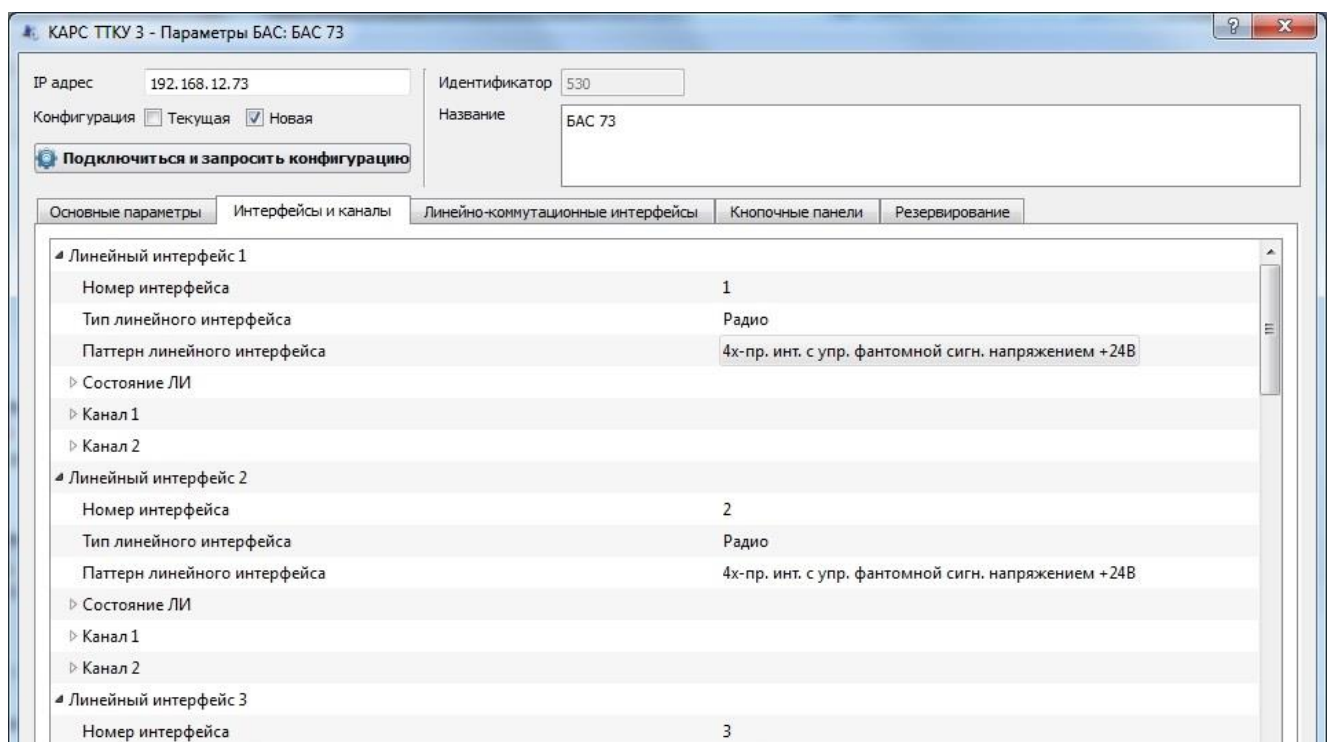 КАРС ТТКУ 3 - Параметры БАС: БАС 73
IP адрес 192.168.12.73 Идентификатор 530
Конфигурация Текущая Новая Название БАС 73
Подключиться и запросить конфигурацию
Основные параметры Интерфейсы и каналы Линейно-коммутационные интерфейсы Кнопочные панели Резервирование
Линейный интерфейс 1
Номер интерфейса 1
Тип линейного интерфейса Радио
Паттерн линейного интерфейса 4х-пр. инт. с упр. фантомной сигн. напряжением +24В
Состояние ЛИ
Канал 1
Канал 2
Линейный интерфейс 2
Номер интерфейса 2
Тип линейного интерфейса Радио
Паттерн линейного интерфейса 4х-пр. инт. с упр. фантомной сигн. напряжением +24В
Состояние ЛИ
Канал 1
Канал 2
Линейный интерфейс 3
Номер интерфейса 3